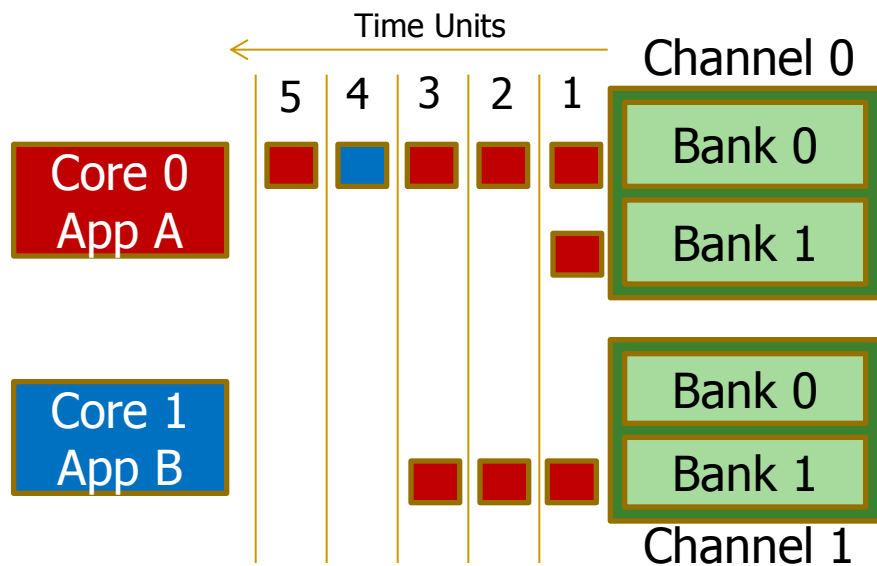 Time Units
Channel 0
5 4 3 2 1
Core 0
App A
Bank 0
Bank 1
Core 1
App B
Bank 0
Bank 1
Channel 1